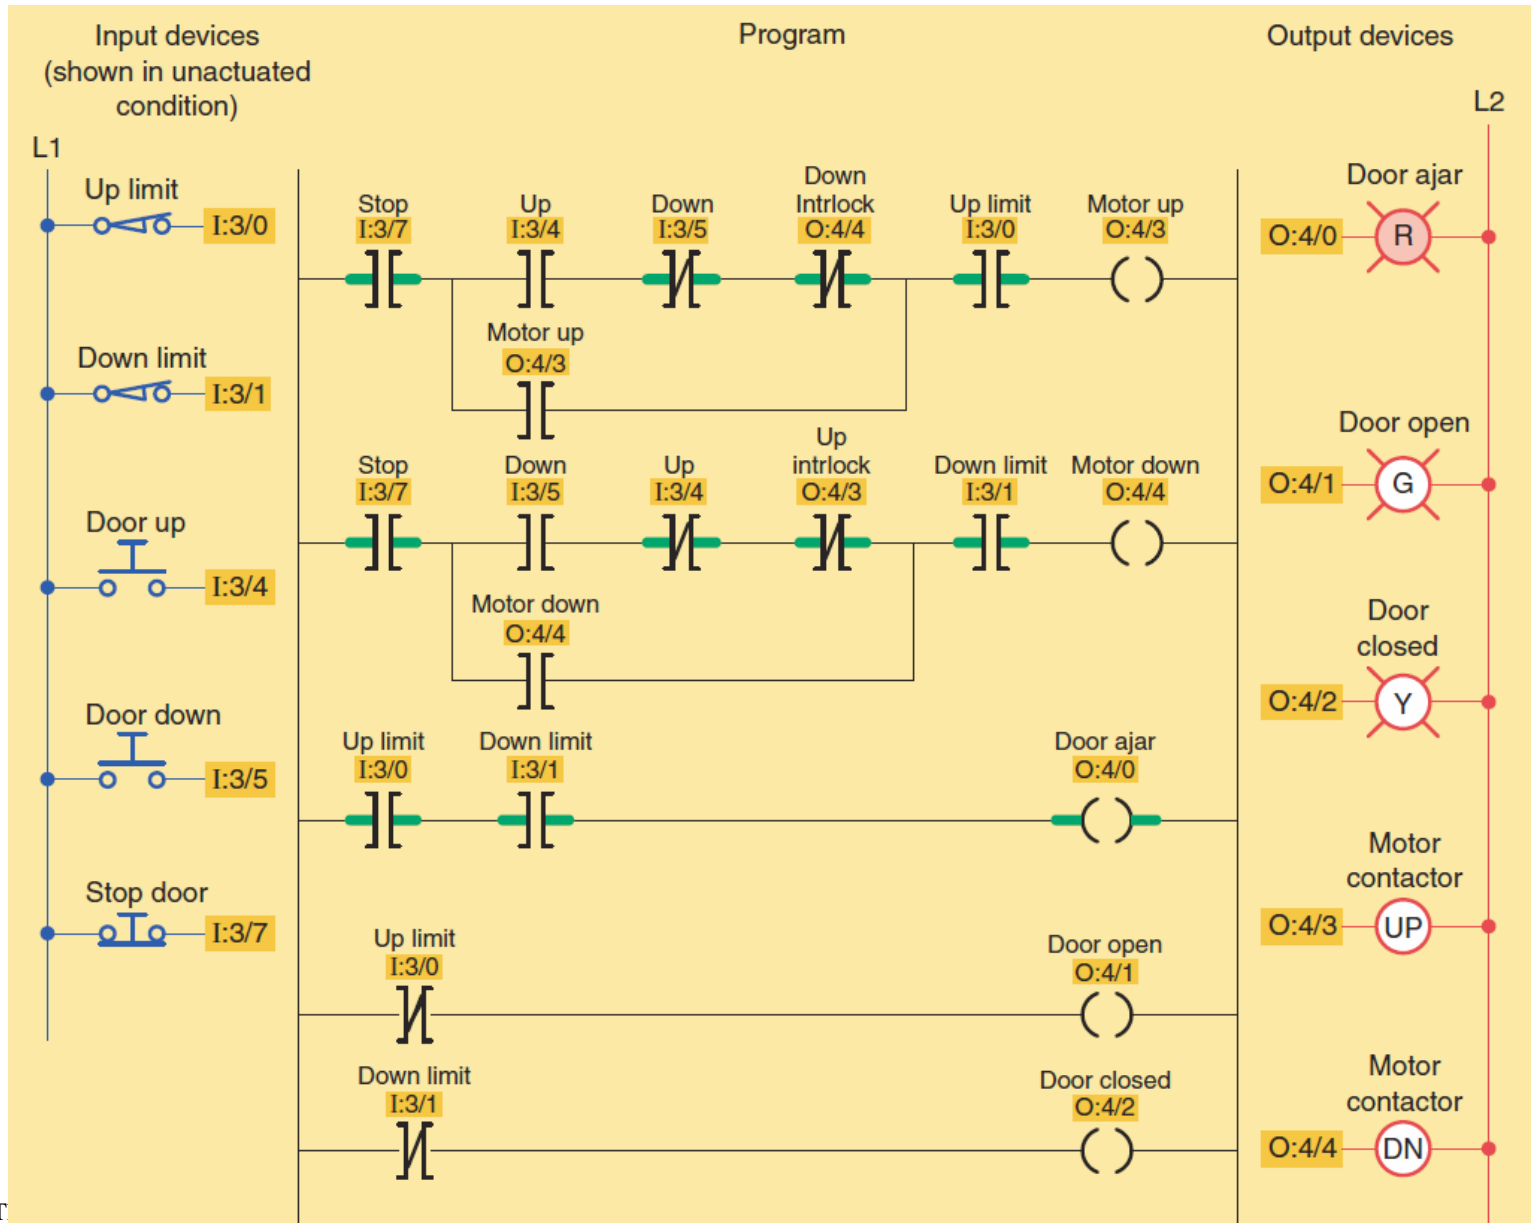 Input devices
(shown in unactuated
condition)
L1
Up limit
I:3/0
Down limit
I:3/1
Door up
I:3/4
Door down
I:3/5
Stop door
I:3/7
Program
Stop
I:3/7
Up
I:3/4
Down
I:3/5
Down
Intrlock
O:4/4
Up limit
I:3/0
Motor up
O:4/3
Motor up
O:4/3
Stop
I:3/7
Down
I:3/5
Up
I:3/4
Up
intrlock
O:4/3
Down limit
I:3/1
Motor down
O:4/4
Motor down
O:4/4
Up limit
I:3/0
Down limit
I:3/1
Door ajar
O:4/0
Up limit
I:3/0
Door open
O:4/1
Down limit
I:3/1
Door closed
O:4/2
Output devices
L2
Door ajar
O:4/0
R
Door open
O:4/1
G
Door
closed
O:4/2
Y
Motor
contactor
O:4/3
UP
Motor
contactor
O:4/4
DN